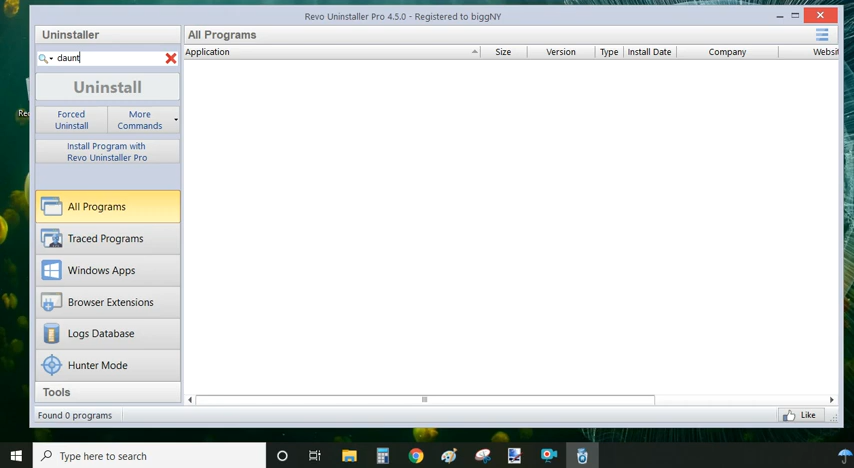 Revo Uninstaller Pro 4.5.0 - Registered to biggNY
Uninstaller
All Programs
daunt
Application Size Version Type Install Date Company Websit
Uninstall
Forced
Uninstall
More
Commands
Install Program with
Revo Uninstaller Pro
All Programs
Traced Programs
Windows Apps
Browser Extensions
Logs Database
Hunter Mode
Tools
Found 0 programs
Like
Type here to search